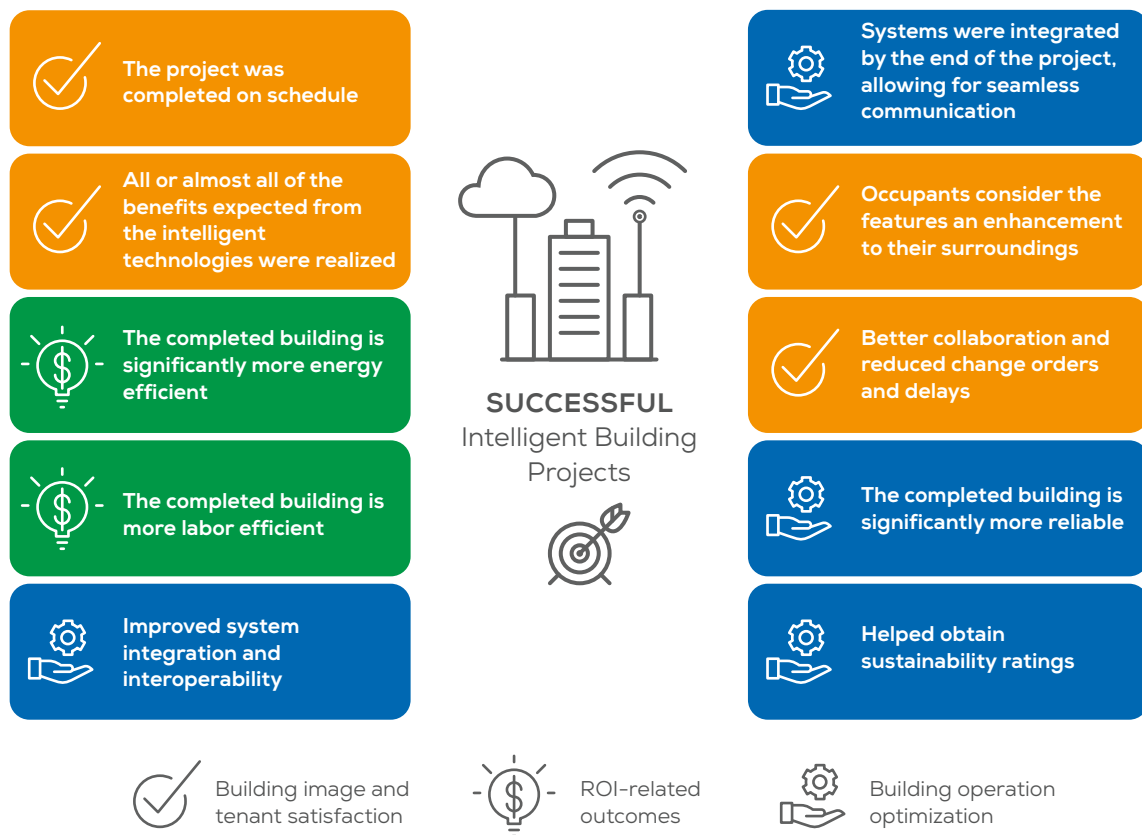 The project was
completed on schedule
All or almost all of the
benefits expected from
the intelligent
technologies were realized
The completed building is
significantly more energy
efficient
The completed building is
more labor efficient
Improved system
integration and
interoperability
SUCCESSFUL
Intelligent Building
Projects
Systems were integrated
by the end of the project,
allowing for seamless
communication
Occupants consider the
features an enhancement
to their surroundings
Better collaboration and
reduced change orders
and delays
The completed building is
significantly more reliable
Helped obtain
sustainability ratings
Building image and
tenant satisfaction
ROI-related
outcomes
Building operation
optimization